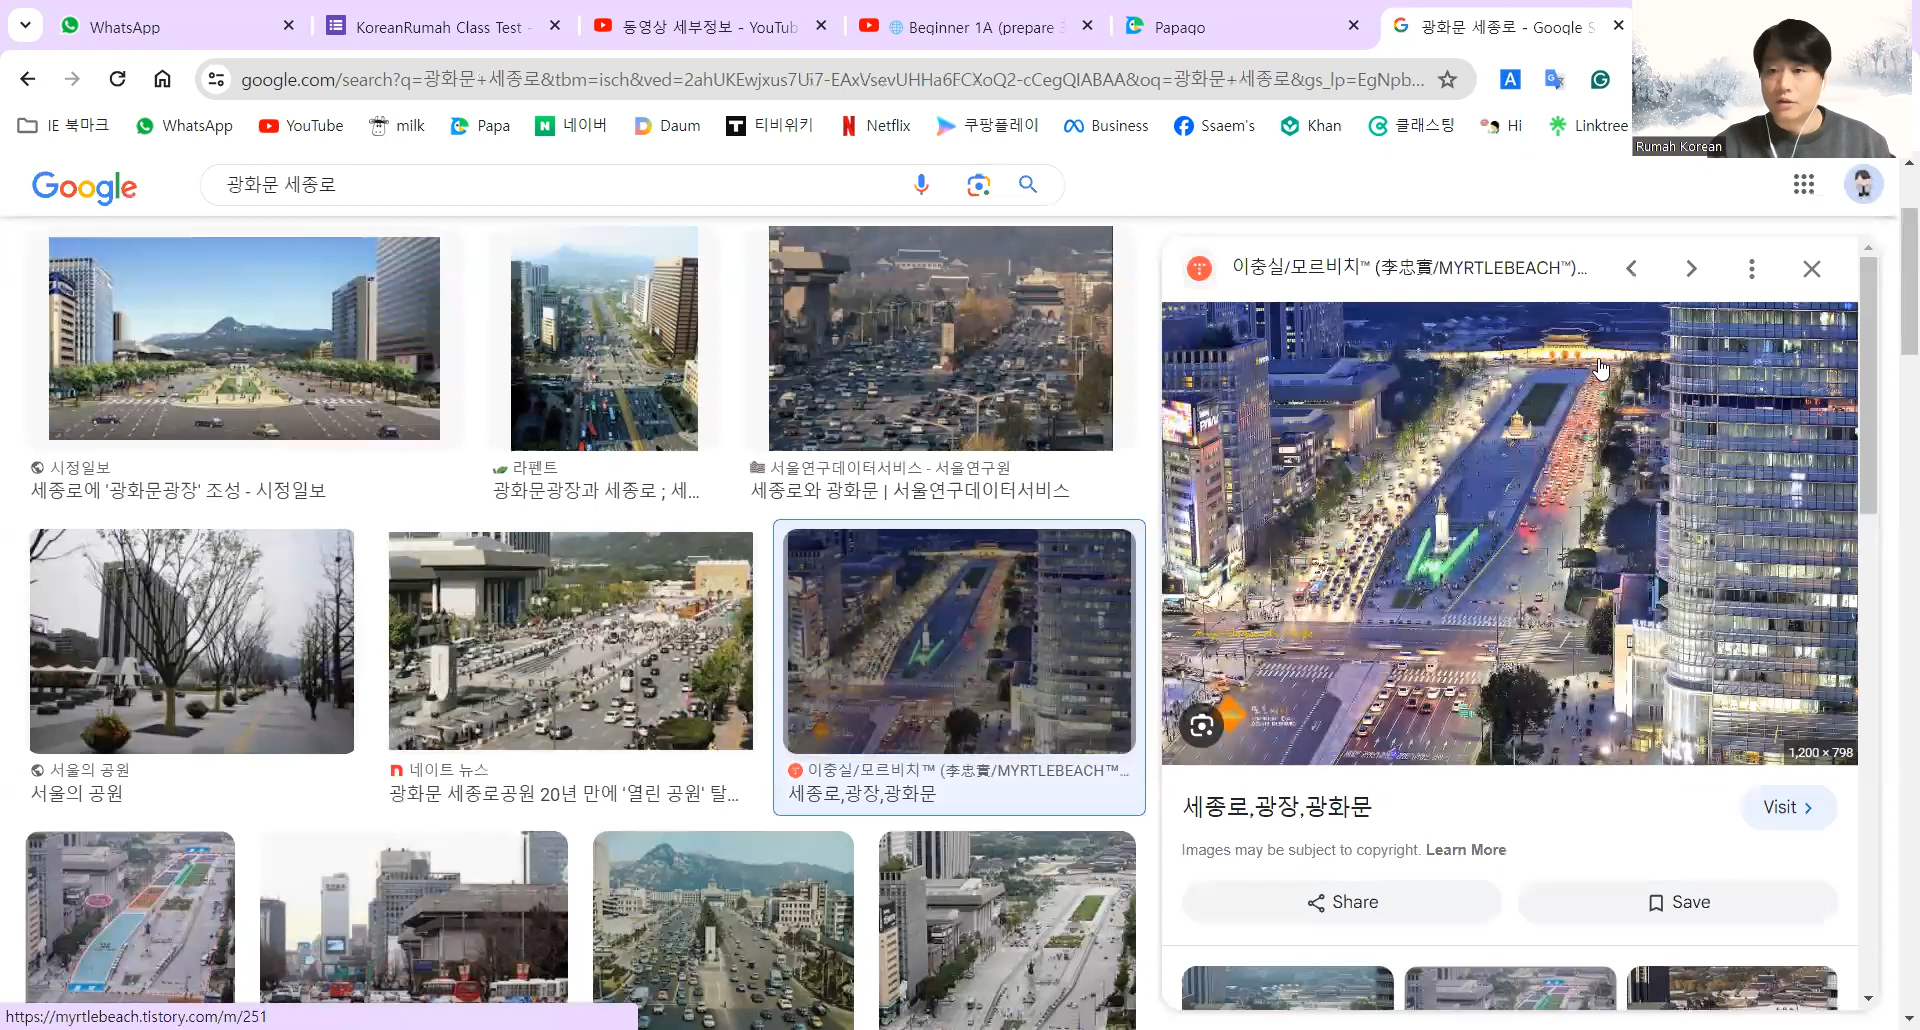 WhatsApp
KoreanRumah Class Test -
동영상 세부정보 - YouTub
Beginner 1A (prepare
Papago
광화문 세종로 - Google S
google.com/search?q=광화문+세종로&tbm=isch&ved=2ahUKEwjxus7Ui7-EAxVsevUHHa6FCXoQ2-cCegQIABAA&oq=광화문+세종로&gs_lp=EgNpb...
IE 북마크
WhatsApp
YouTube
milk
Papa
네이버
Daum
티비위키
Netflix
쿠팡플레이
Business
Ssaem's
Khan
클래스팅
Hi
Linktree
Rumah Korean
Google
광화문 세종로
이충실/모르비치™ (李忠實/MYRTLEBEACH™)...
시정일보
세종로에 '광화문광장' 조성 - 시정일보
라펜트
광화문광장과 세종로 ; 세...
서울연구데이터서비스 - 서울연구원
세종로와 광화문 | 서울연구데이터서비스
1,200 × 798
서울의 공원
서울의 공원
네이트 뉴스
광화문 세종로공원 20년 만에 '열린 공원' 탈...
이충실/모르비치™ (李忠實/MYRTLEBEACH™...
세종로,광장,광화문
세종로,광장,광화문
Visit
Images may be subject to copyright. Learn More
Share
Save
https://myrtlebeach.tistory.com/m/251